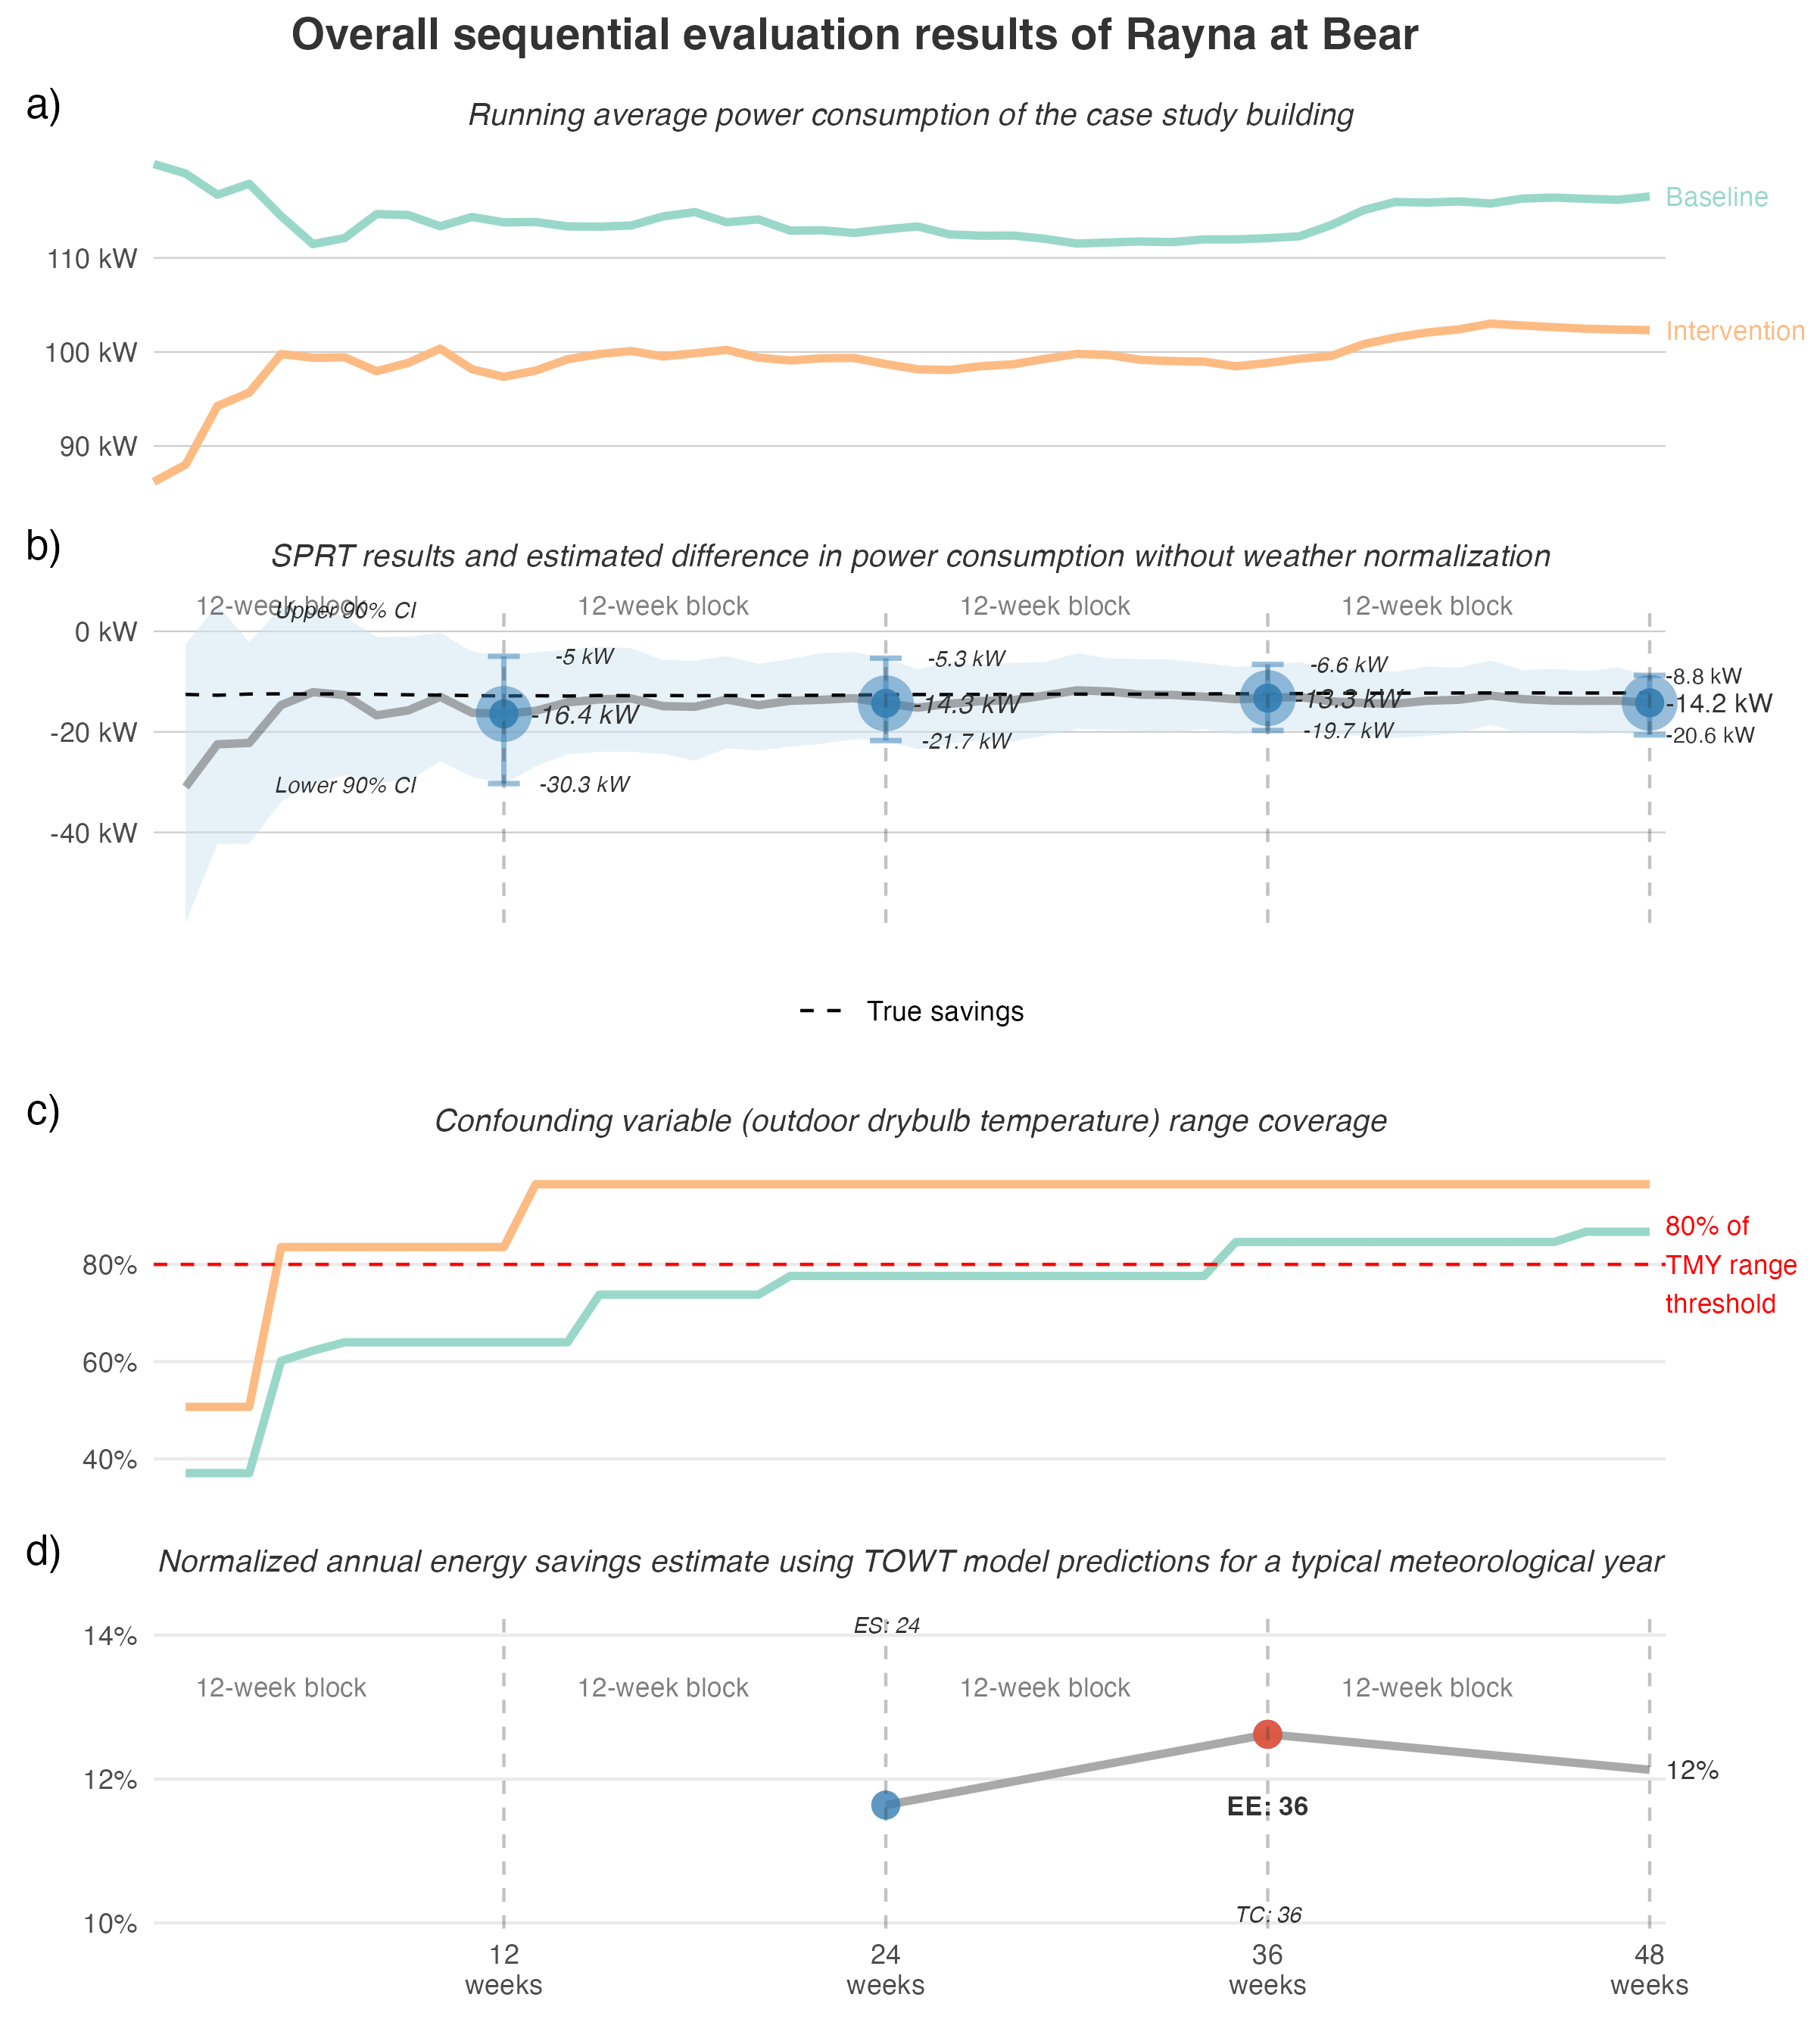 Overall sequential evaluation results of Rayna at Bear
a)
Running average power consumption of the case study building
Baseline
110 kW
Intervention
100 kW
90 kW
b)
SPRT results and estimated difference in power consumption without weather normalization
12-week block 12-week block 12-week block 12-week block
Upper 90% CI
0 kW
-5 kW -5.3 kW -6.6 kW -8.8 kW
-16.4 kW -14.3 kW -13.3 kW -14.2 kW
-20 kW
-21.7 kW -19.7 kW -20.6 kW
Lower 90% CI -30.3 kW
-40 kW
True savings
c)
Confounding variable (outdoor drybulb temperature) range coverage
80% of
TMY range
threshold
80%
60%
40%
d)
Normalized annual energy savings estimate using TOWT model predictions for a typical meteorological year
ES: 24
14%
12-week block 12-week block 12-week block 12-week block
12%
12%
EE: 36
TC: 36
10%
12 24 36 48
weeks weeks weeks weeks